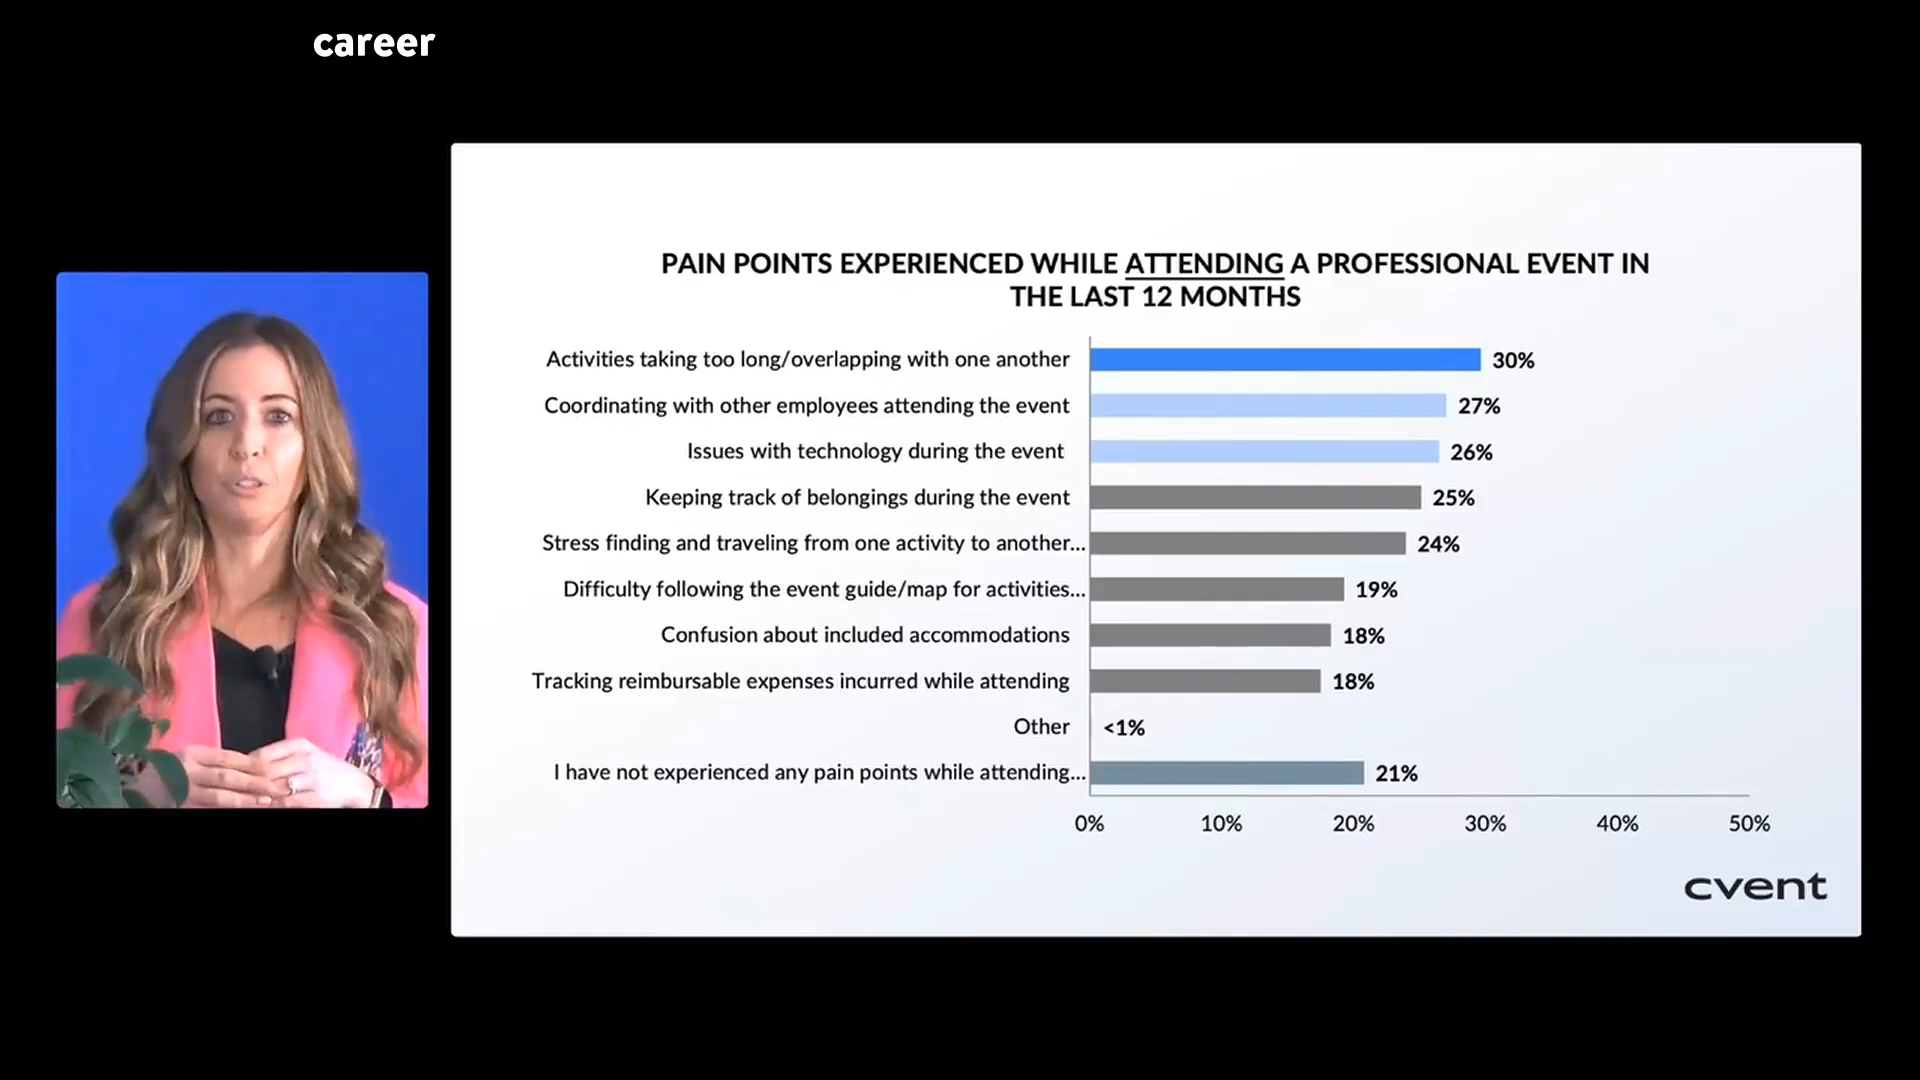 career
PAIN POINTS EXPERIENCED WHILE ATTENDING A PROFESSIONAL EVENT IN
THE LAST 12 MONTHS
Activities taking too long/overlapping with one another 30%
Coordinating with other employees attending the event 27%
Issues with technology during the event 26%
Keeping track of belongings during the event 25%
Stress finding and traveling from one activity to another... 24%
Difficulty following the event guide/map for activities... 19%
Confusion about included accommodations 18%
Tracking reimbursable expenses incurred while attending 18%
Other <1%
I have not experienced any pain points while attending... 21%
0% 10% 20% 30% 40% 50%
cvent